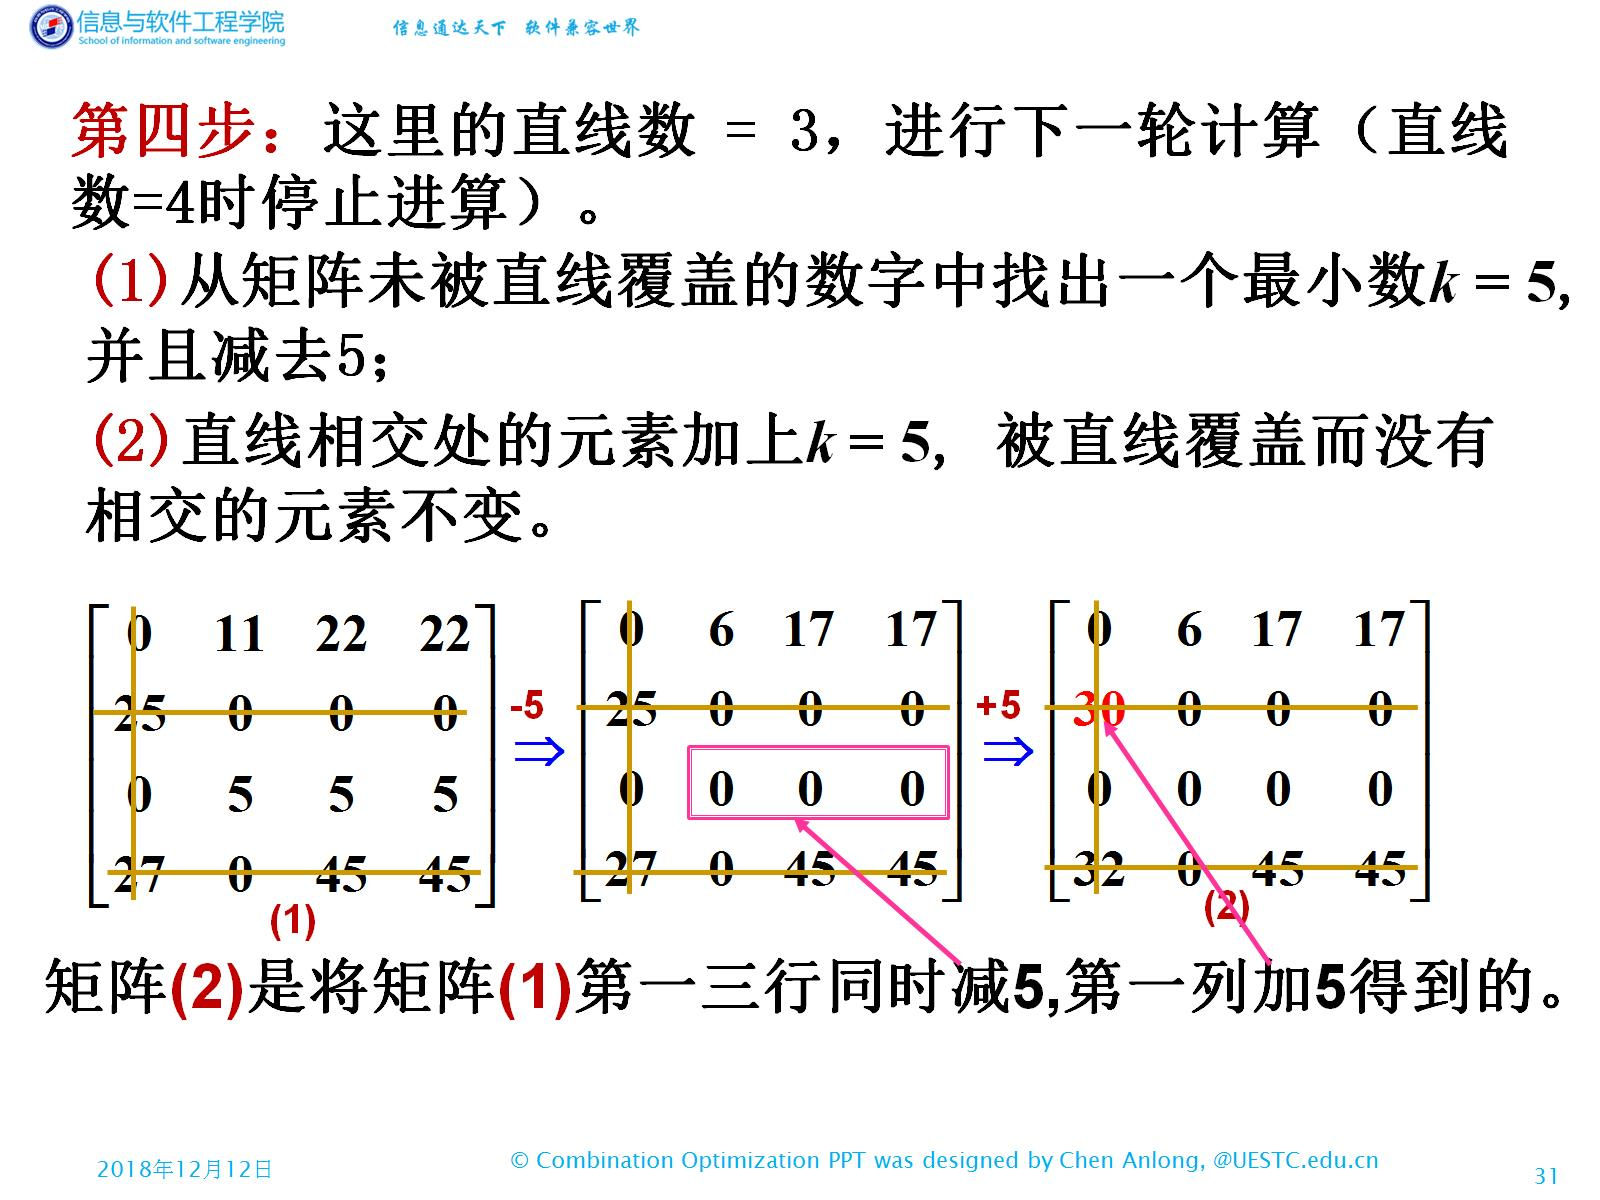 信息与软件工程学院
School of information and software engineering
信息通达天下 软件兼容世界
第四步：这里的直线数 = 3，进行下一轮计算（直线
数=4时停止进算）。
(1)从矩阵未被直线覆盖的数字中找出一个最小数k = 5,
并且减去5；
(2)直线相交处的元素加上k = 5, 被直线覆盖而没有
相交的元素不变。
0 11 22 22
25 0 0 0
0 5 5 5
27 0 45 45
(1)
-5
⇒
0 6 17 17
25 0 0 0
0 0 0 0
27 0 45 45
+5
⇒
0 6 17 17
30 0 0 0
0 0 0 0
32 0 45 45
(2)
矩阵(2)是将矩阵(1)第一三行同时减5,第一列加5得到的。
2018年12月12日
© Combination Optimization PPT was designed by Chen Anlong, @UESTC.edu.cn
31